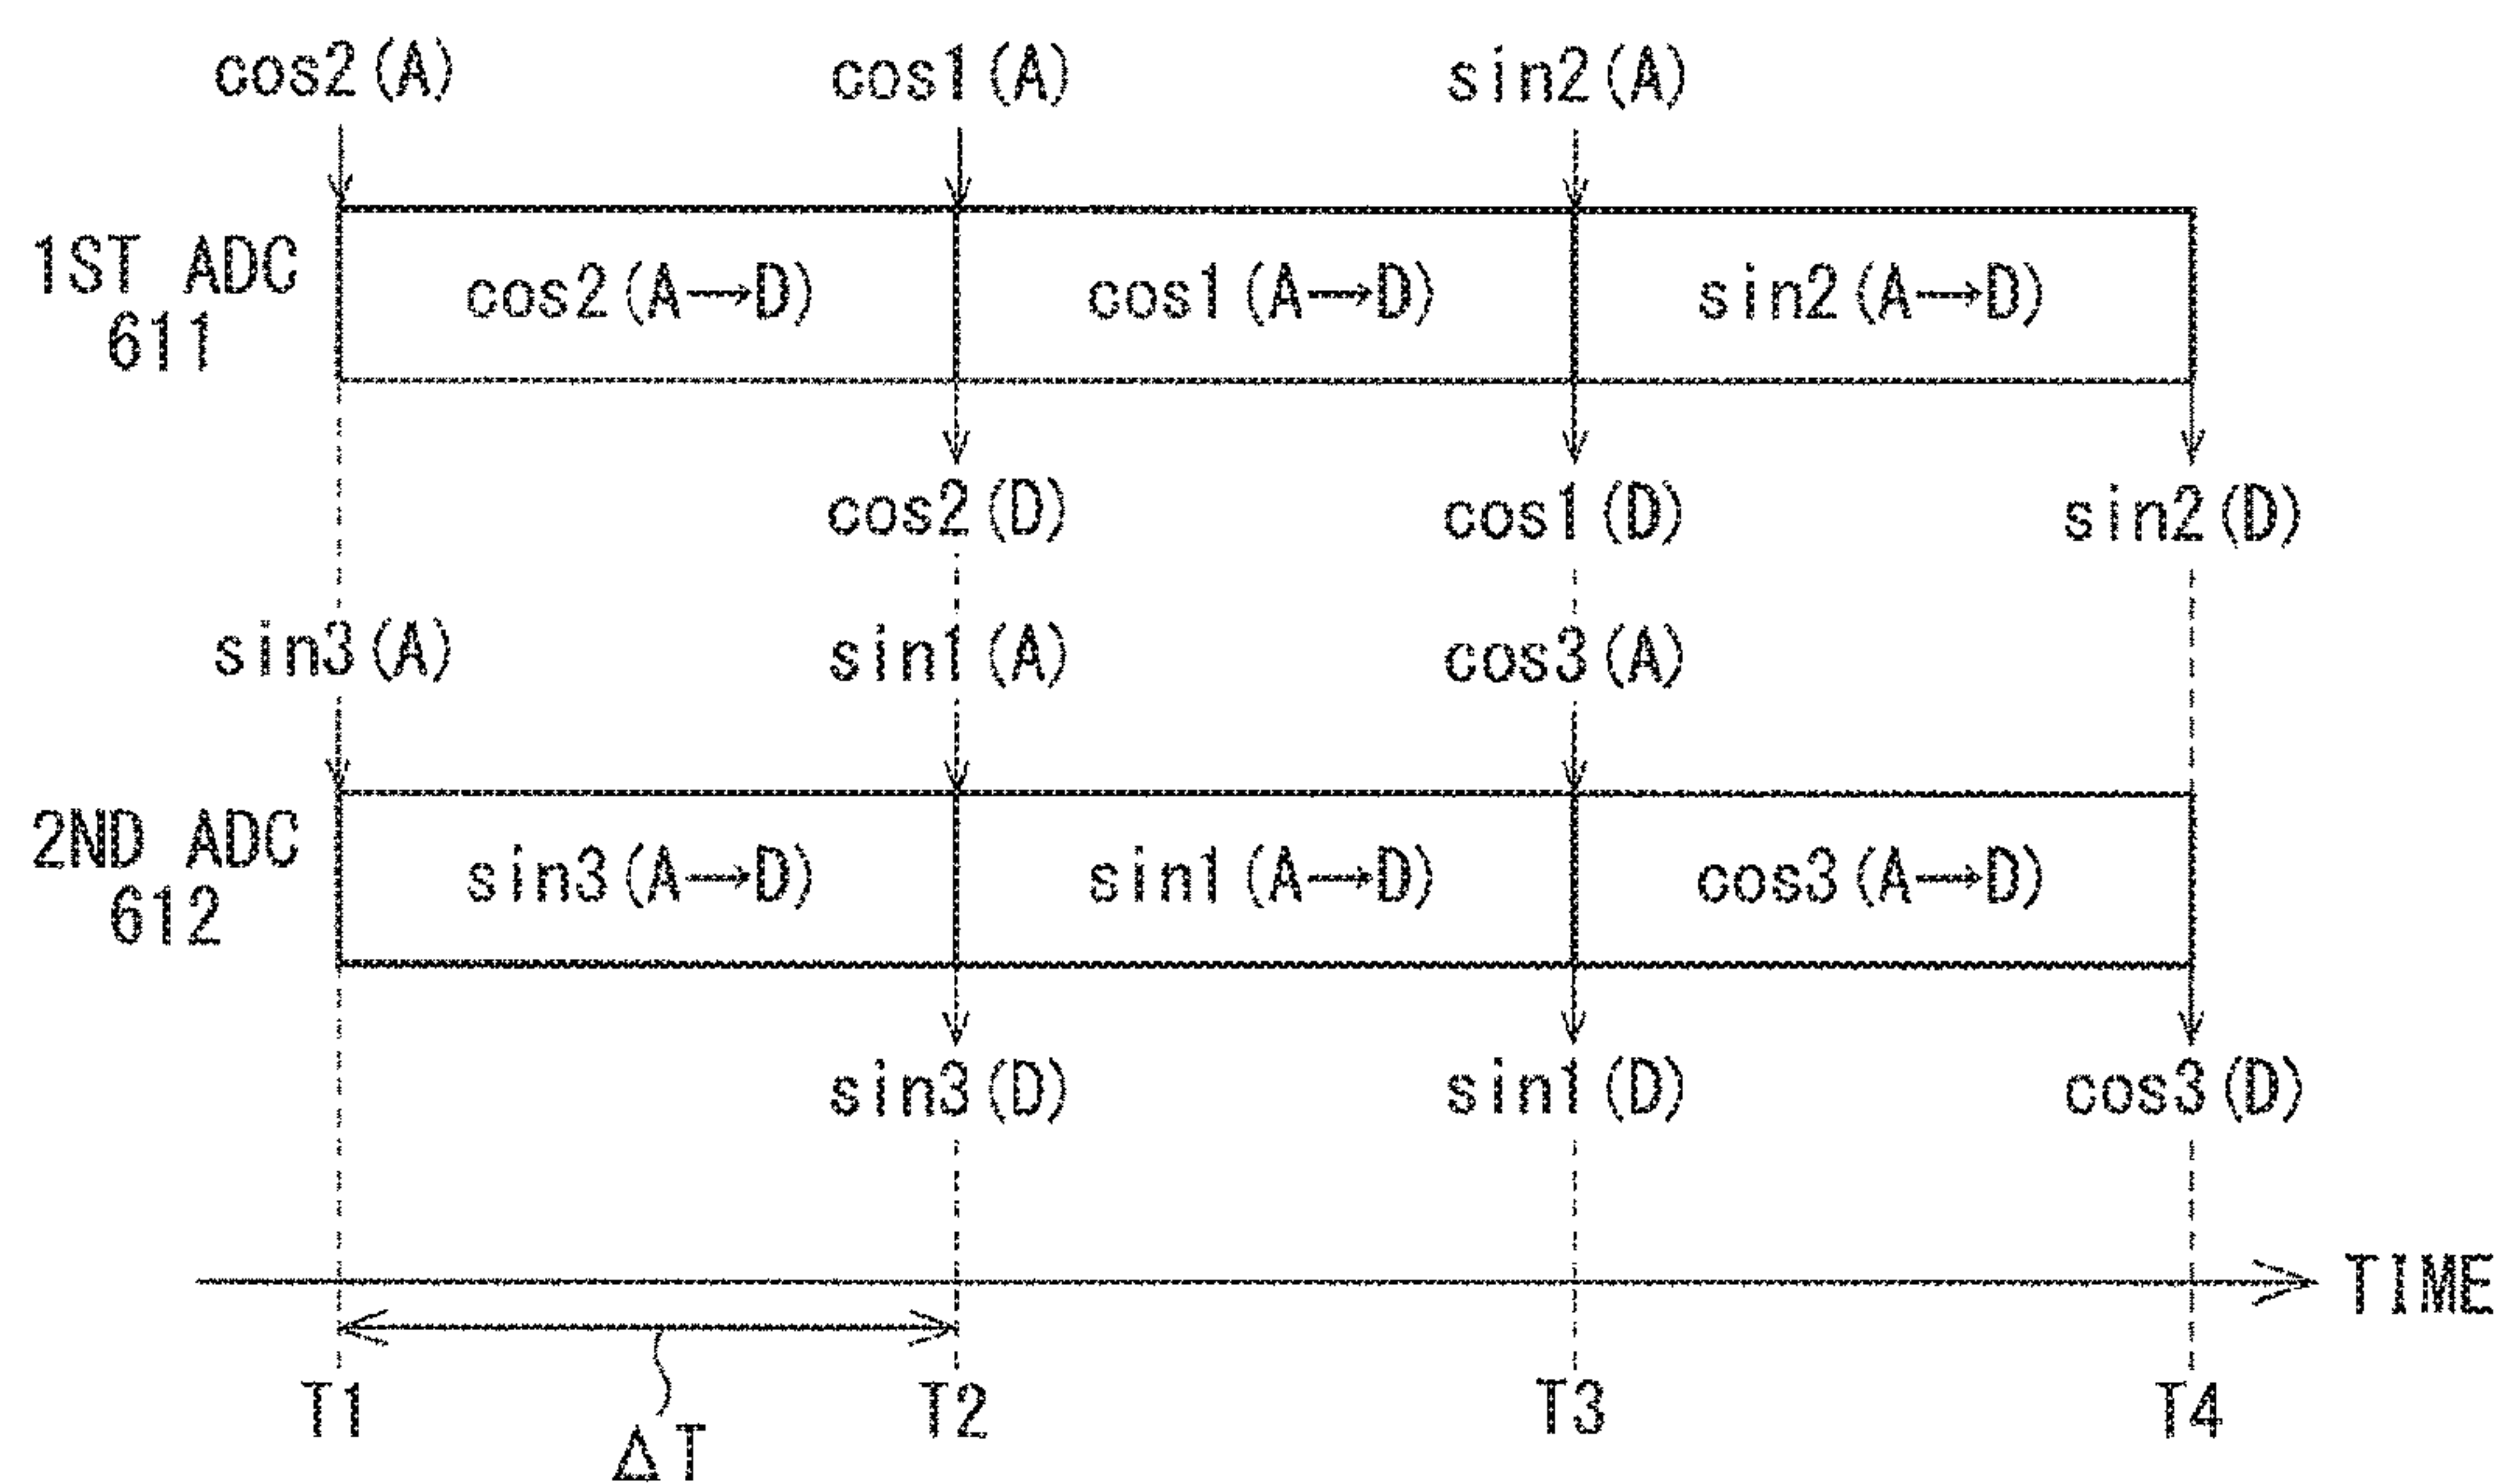 cos2(A) cos1(A) sin2(A)
1ST ADC
611
cos2(A→D) cos1(A→D) sin2(A→D)
cos2(D) cos1(D) sin2(D)
sin3(A) sin1(A) cos3(A)
2ND ADC
612
sin3(A→D) sin1(A→D) cos3(A→D)
sin3(D) sin1(D) cos3(D)
TIME
T1 T2 T3 T4
ΔT